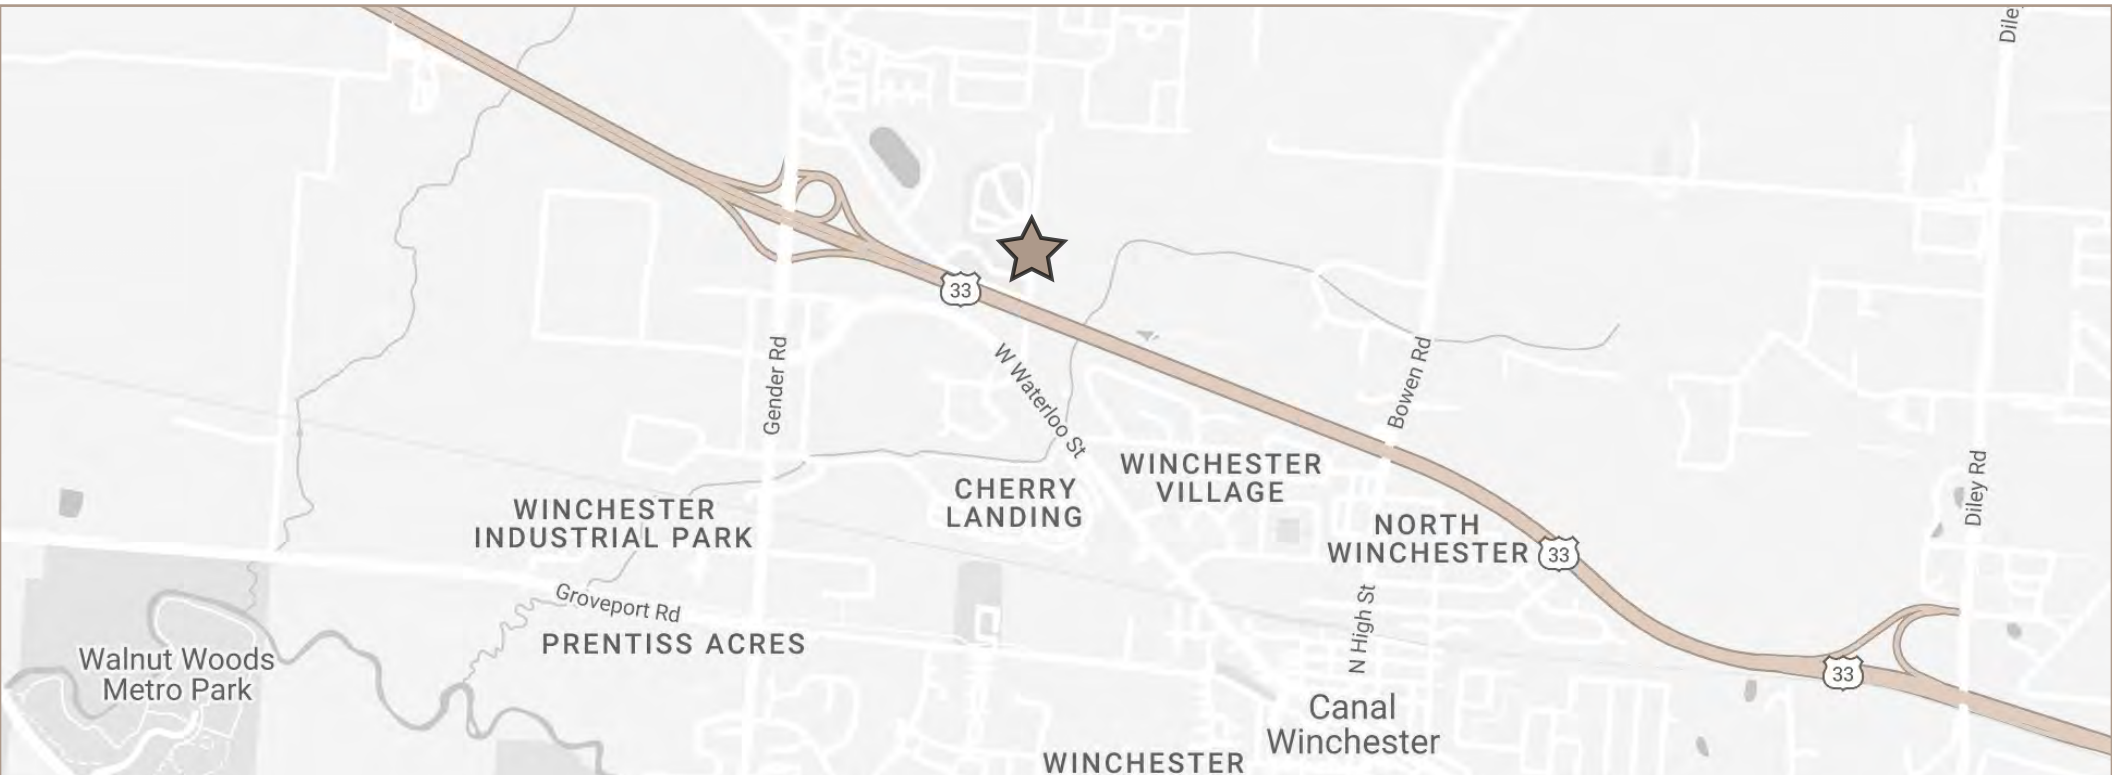 Dile
33
Gender Rd
W Waterloo St
Bowen Rd
WINCHESTER
VILLAGE
CHERRY
LANDING
WINCHESTER
INDUSTRIAL PARK
NORTH
WINCHESTER
33
Diley Rd
Groveport Rd
PRENTISS ACRES
N High St
Walnut Woods
Metro Park
33
Canal
Winchester
WINCHESTER